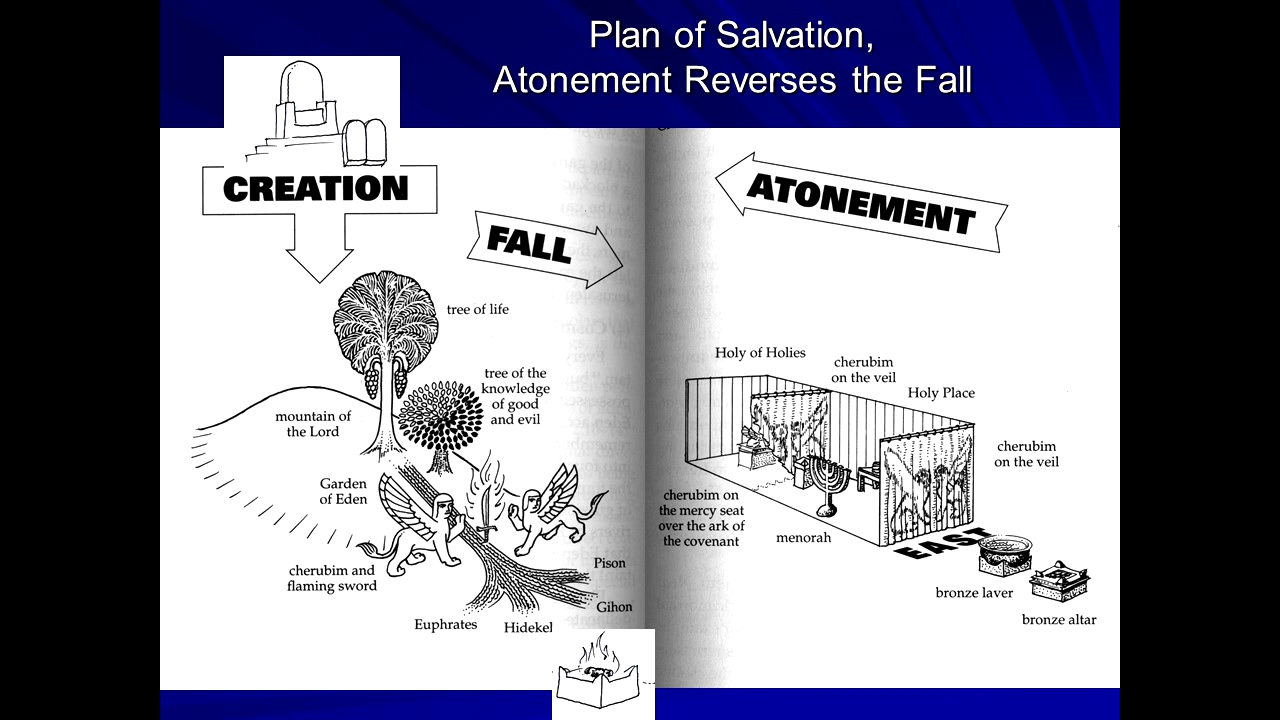 Plan of Salvation,
Atonement Reverses the Fall
CREATION
FALL
tree of life
tree of the
knowledge
of good
and evil
mountain of
the Lord
Garden
of Eden
cherubim and
flaming sword
Pison
Gihon
Euphrates
Hidekel
ATONEMENT
Holy of Holies
cherubim
on the veil
Holy Place
cherubim
on the veil
cherubim on
the mercy seat
over the ark of
the covenant
menorah
EAST
bronze laver
bronze altar